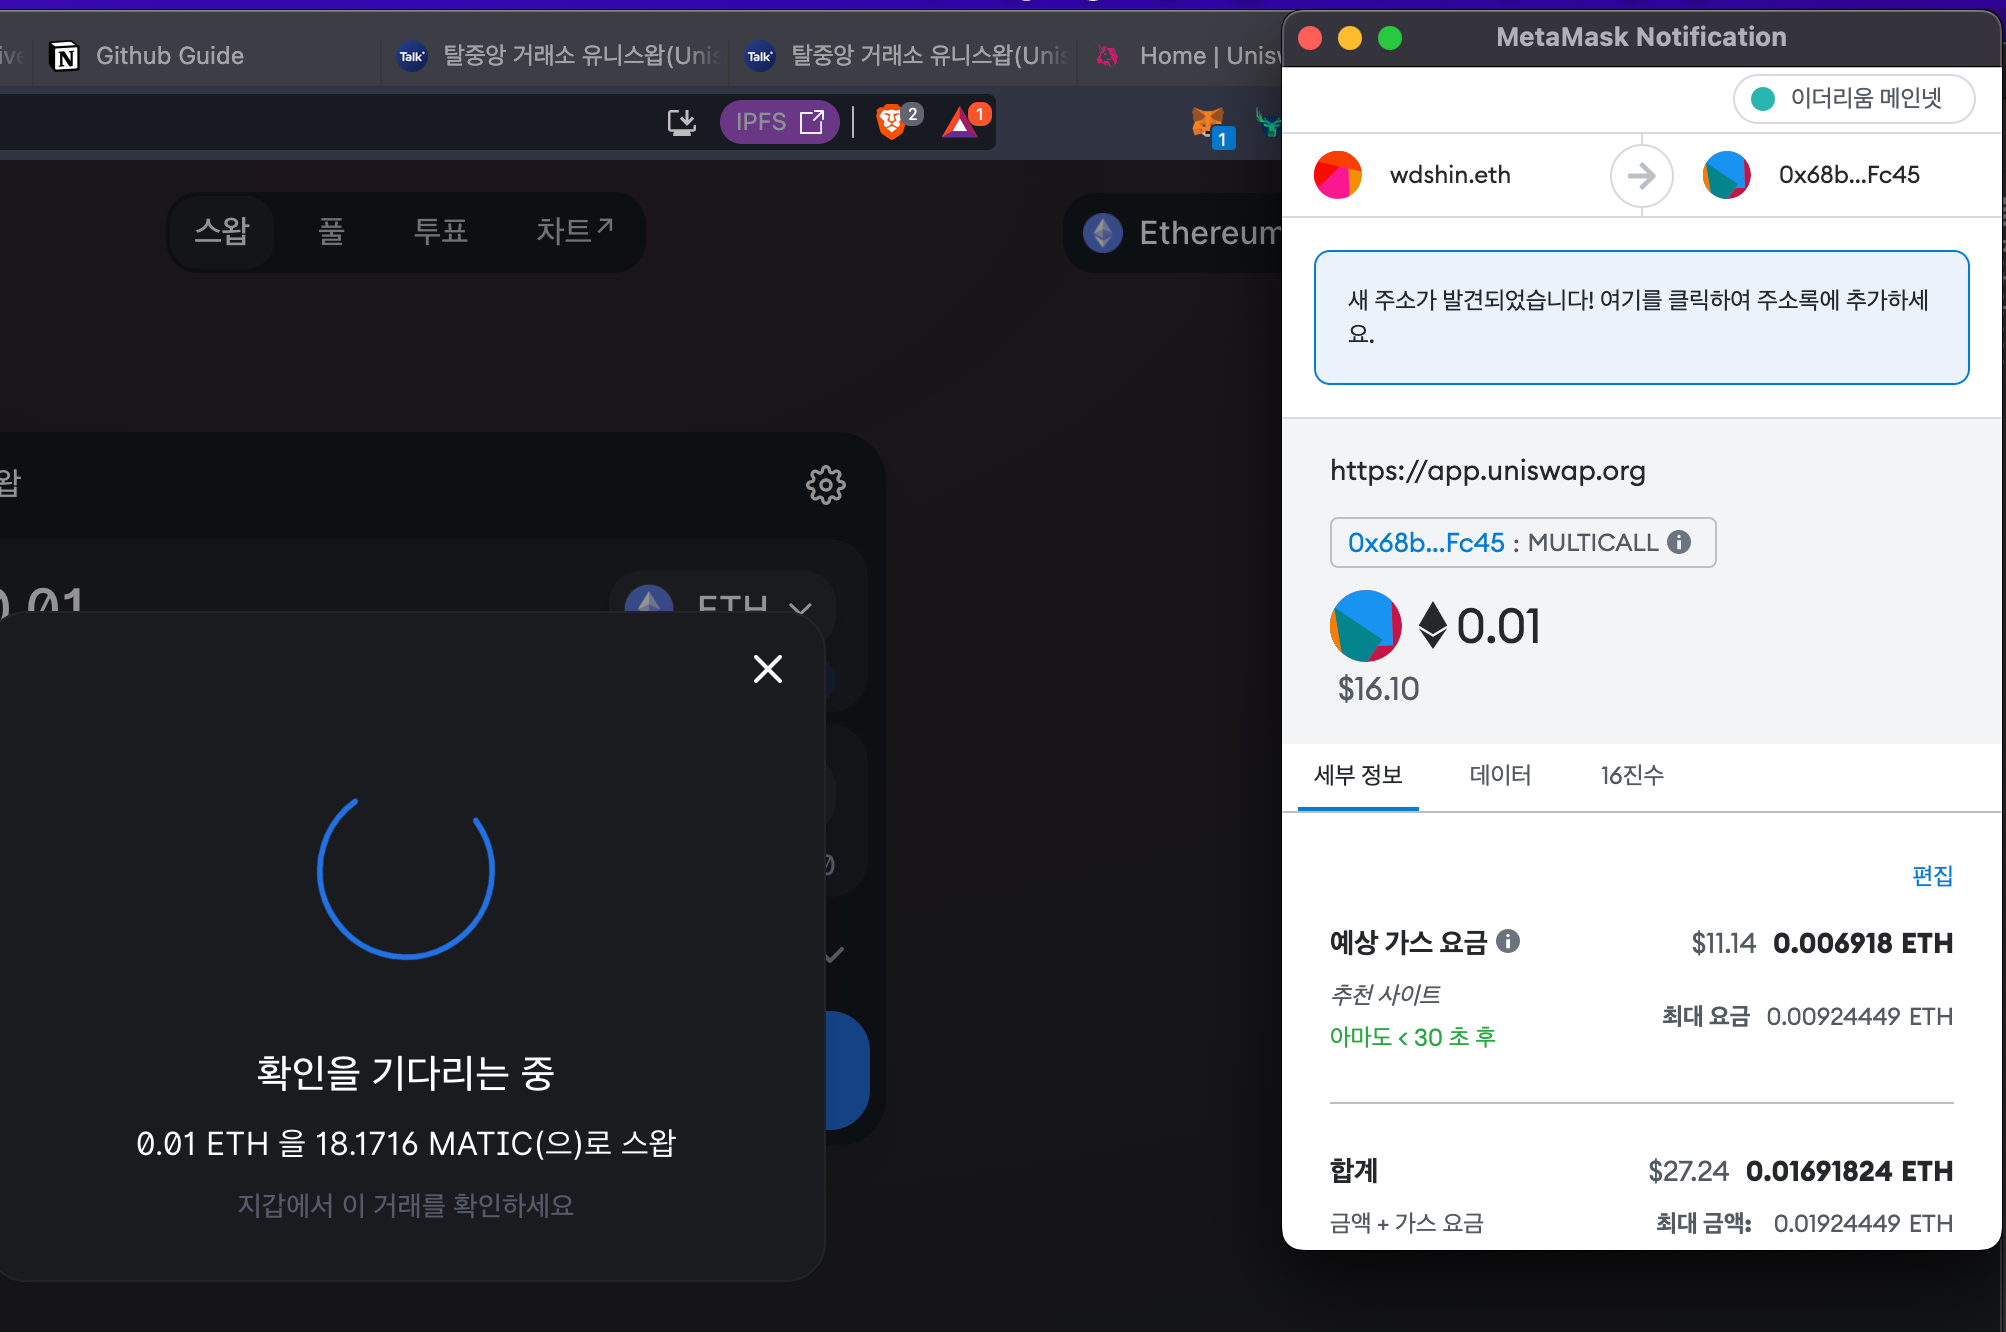 Github Guide
탈중앙 거래소 유니스왑(Unis
탈중앙 거래소 유니스왑(Unis
Home | Unisw
IPFS
2
1
1
스왑
풀
투표
차트↗
Ethereum
왑
0.01
ETH
확인을 기다리는 중
0.01 ETH 을 18.1716 MATIC(으)로 스왑
지갑에서 이 거래를 확인하세요
MetaMask Notification
이더리움 메인넷
wdshin.eth
0x68b...Fc45
새 주소가 발견되었습니다! 여기를 클릭하여 주소록에 추가하세
요.
https://app.uniswap.org
0x68b...Fc45 : MULTICALL
0.01
$16.10
세부 정보
데이터
16진수
편집
예상 가스 요금
$11.14 0.006918 ETH
추천 사이트
최대 요금 0.00924449 ETH
아마도 < 30 초 후
합계
$27.24 0.01691824 ETH
금액 + 가스 요금
최대 금액: 0.01924449 ETH